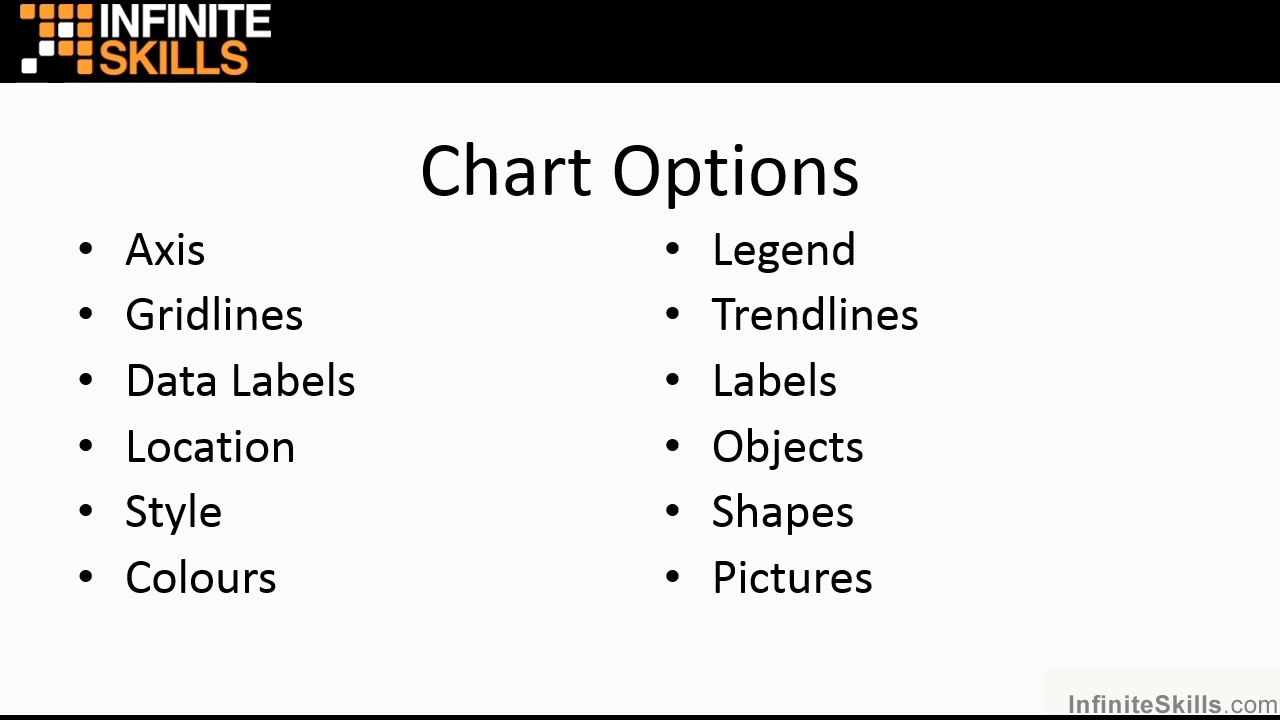 INFINITE
SKILLS
Chart Options
• Axis
• Gridlines
• Data Labels
• Location
• Style
• Colours
• Legend
• Trendlines
• Labels
• Objects
• Shapes
• Pictures
InfiniteSkills.com